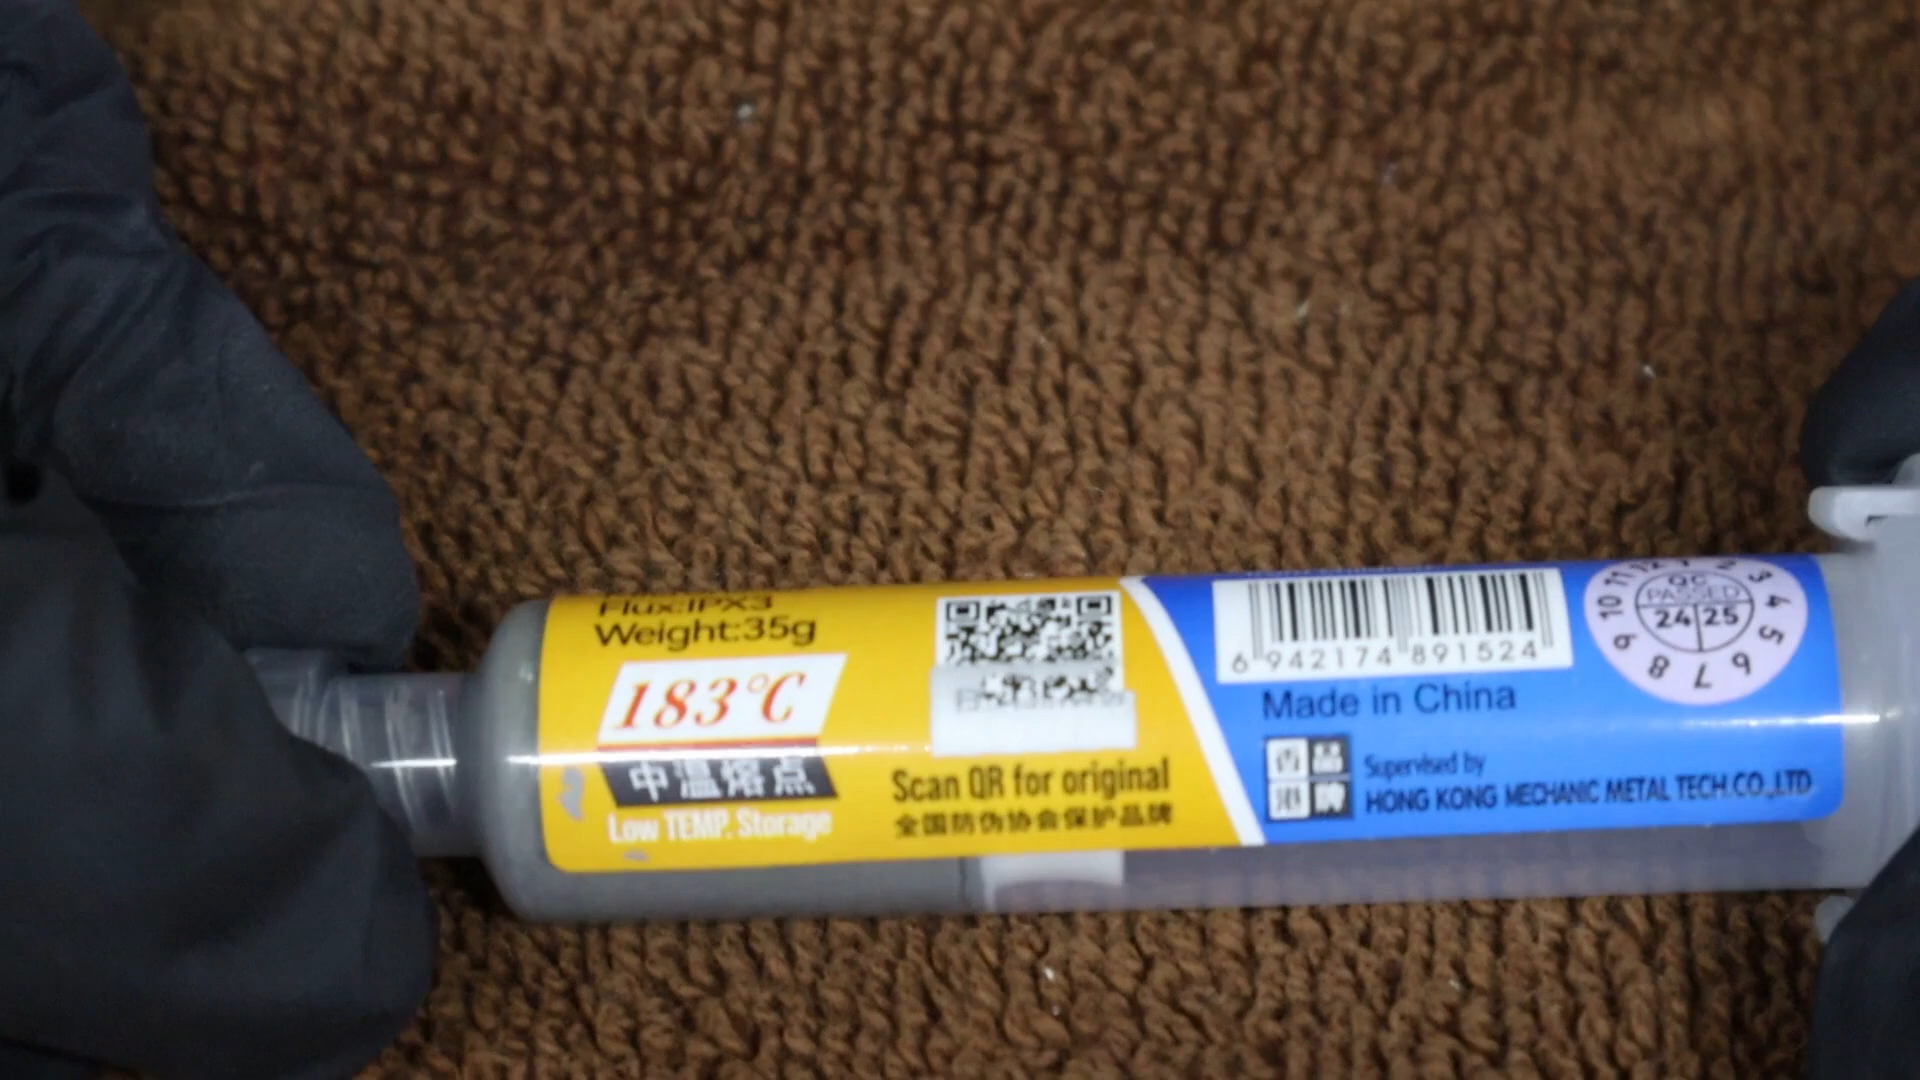 Flux:IPX3
Weight:35g
183℃
中温熔点
Low TEMP. Storage
Scan QR for original
全国防伪协会保护品牌
6 942174 891524
Made in China
Supervised by
HONG KONG MECHANIC METAL TECH.CO.,LTD
QC
PASSED
24 25
1 2 3 4 5 6 7 8 9 10 11 12